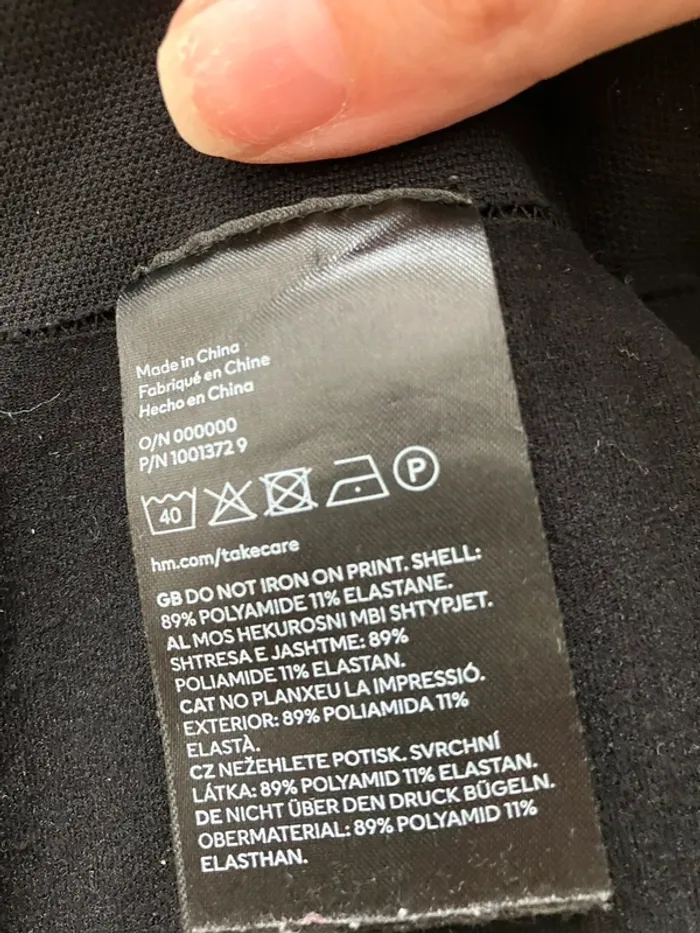 Made in China
Fabriqué en Chine
Hecho en China
O/N 000000
P/N 1001372 9
40 P
hm.com/takecare
GB DO NOT IRON ON PRINT. SHELL:
89% POLYAMIDE 11% ELASTANE.
AL MOS HEKUROSNI MBI SHTYPJET.
SHTRESA E JASHTME: 89%
POLIAMIDE 11% ELASTAN.
CAT NO PLANXEU LA IMPRESSIÓ.
EXTERIOR: 89% POLIAMIDA 11%
ELASTÀ.
CZ NEŽEHLETE POTISK. SVRCHNÍ
LÁTKA: 89% POLYAMID 11% ELASTAN.
DE NICHT ÜBER DEN DRUCK BÜGELN.
OBERMATERIAL: 89% POLYAMID 11%
ELASTHAN.